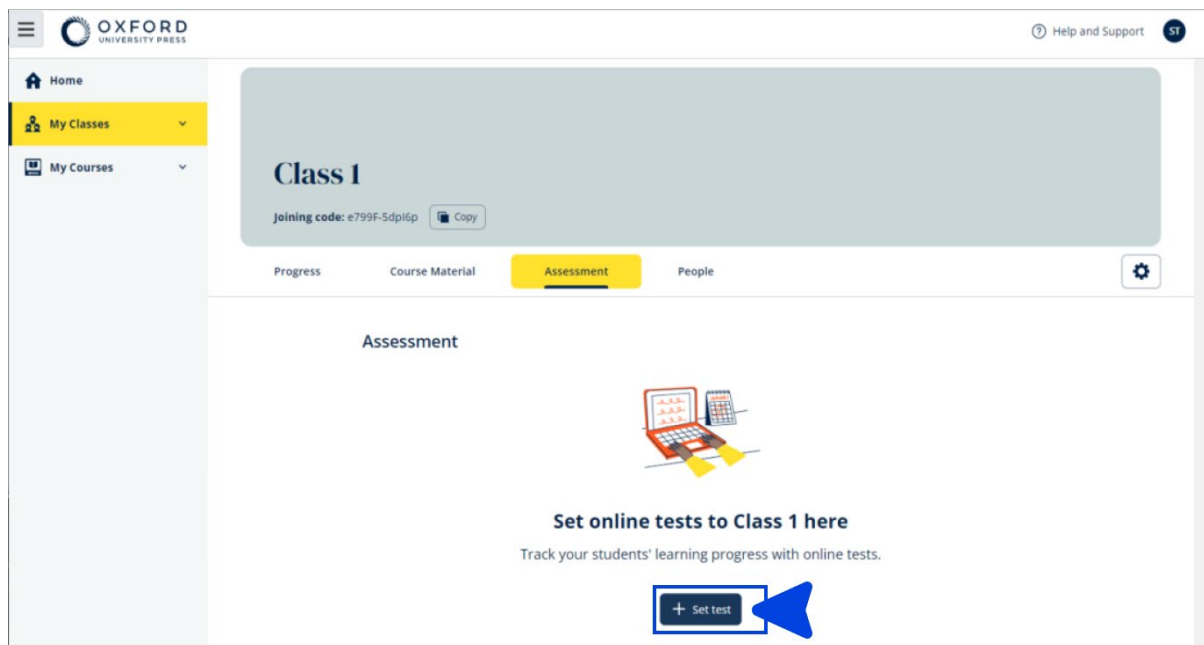 OXFORD
UNIVERSITY PRESS
Help and Support
ST
Home
My Classes
My Courses
Class 1
Joining code: e799F-5dpI6p
Copy
Progress
Course Material
Assessment
People
Assessment
Set online tests to Class 1 here
Track your students' learning progress with online tests.
+ Set test